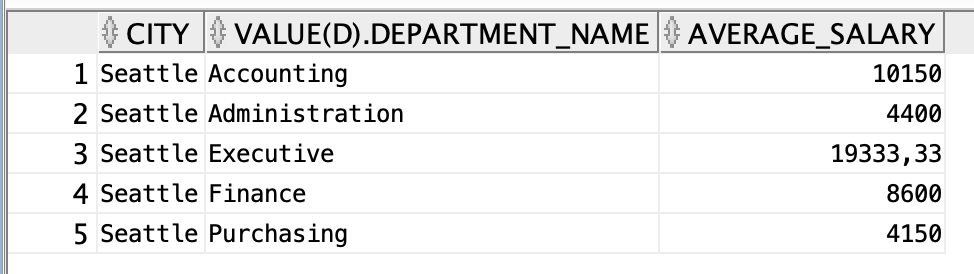 CITY VALUE(D).DEPARTMENT_NAME AVERAGE_SALARY
1 Seattle Accounting 10150
2 Seattle Administration 4400
3 Seattle Executive 19333,33
4 Seattle Finance 8600
5 Seattle Purchasing 4150